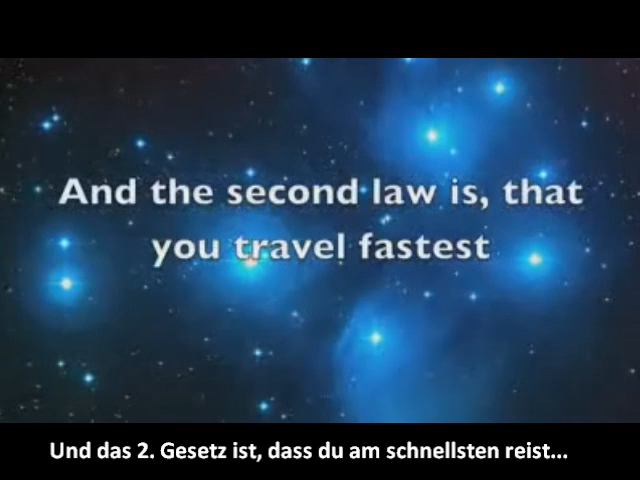 And the second law is, that
you travel fastest
Und das 2. Gesetz ist, dass du am schnellsten reist...